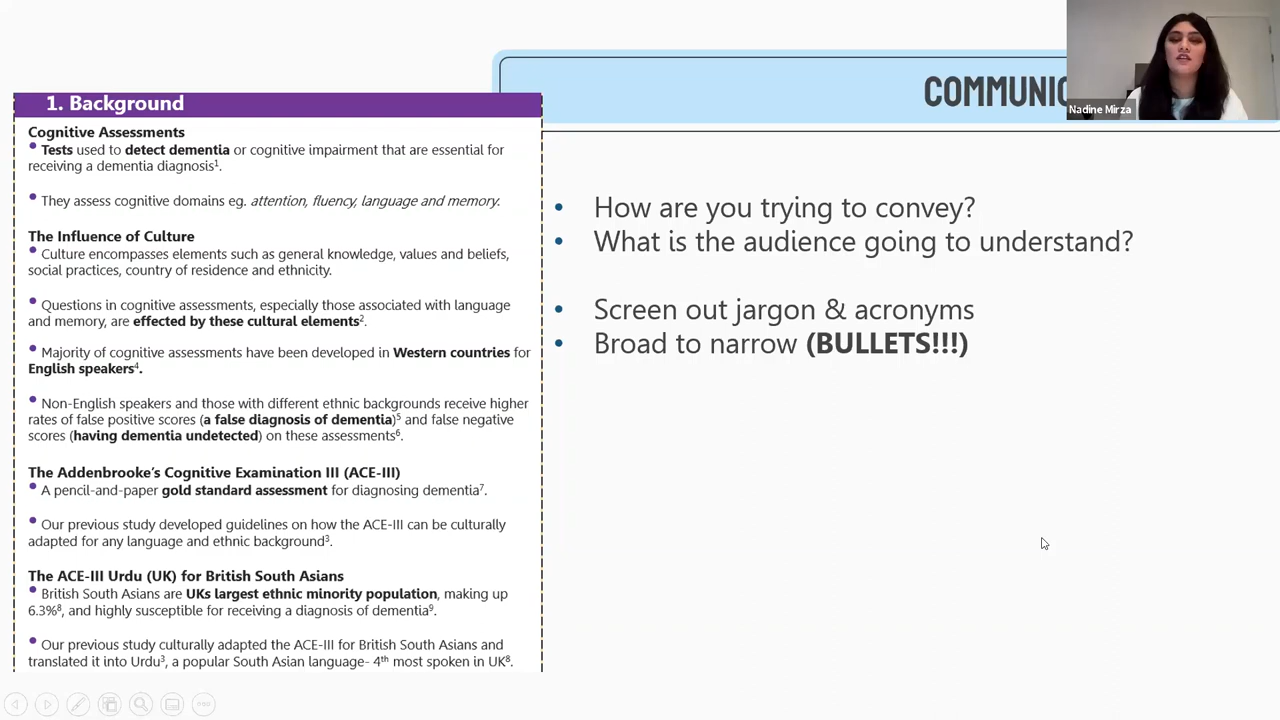 COMMUNIC
Nadine Mirza
1. Background
Cognitive Assessments
• Tests used to detect dementia or cognitive impairment that are essential for
receiving a dementia diagnosis¹.
• They assess cognitive domains eg. attention, fluency, language and memory.
The Influence of Culture
• Culture encompasses elements such as general knowledge, values and beliefs,
social practices, country of residence and ethnicity.
• Questions in cognitive assessments, especially those associated with language
and memory, are effected by these cultural elements².
• Majority of cognitive assessments have been developed in Western countries for
English speakers⁴.
• Non-English speakers and those with different ethnic backgrounds receive higher
rates of false positive scores (a false diagnosis of dementia)⁵ and false negative
scores (having dementia undetected) on these assessments⁶.
The Addenbrooke's Cognitive Examination III (ACE-III)
• A pencil-and-paper gold standard assessment for diagnosing dementia⁷.
• Our previous study developed guidelines on how the ACE-III can be culturally
adapted for any language and ethnic background³.
The ACE-III Urdu (UK) for British South Asians
• British South Asians are UKs largest ethnic minority population, making up
6.3%⁸, and highly susceptible for receiving a diagnosis of dementia⁹.
• Our previous study culturally adapted the ACE-III for British South Asians and
translated it into Urdu³, a popular South Asian language- 4th most spoken in UK⁸.
• How are you trying to convey?
• What is the audience going to understand?
• Screen out jargon & acronyms
• Broad to narrow (BULLETS!!!)